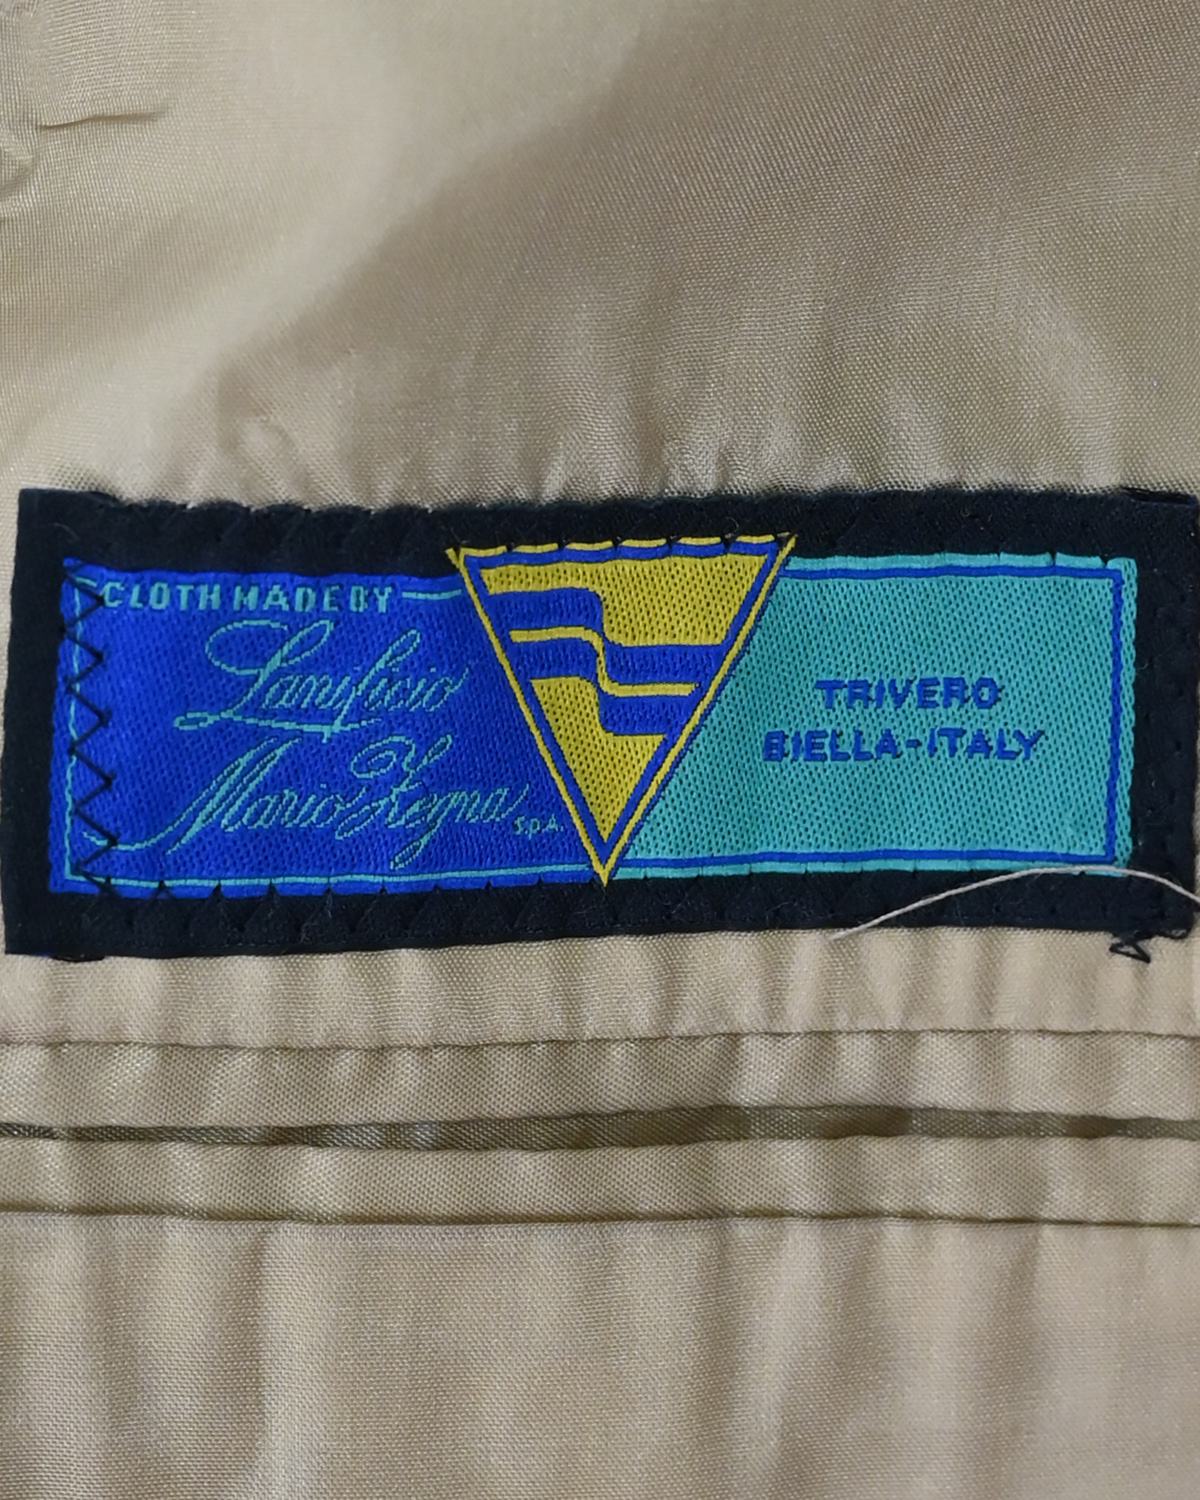 CLOTH MADE BY
Lanificio
Mario Zegna S.p.A.
TRIVERO
BIELLA-ITALY